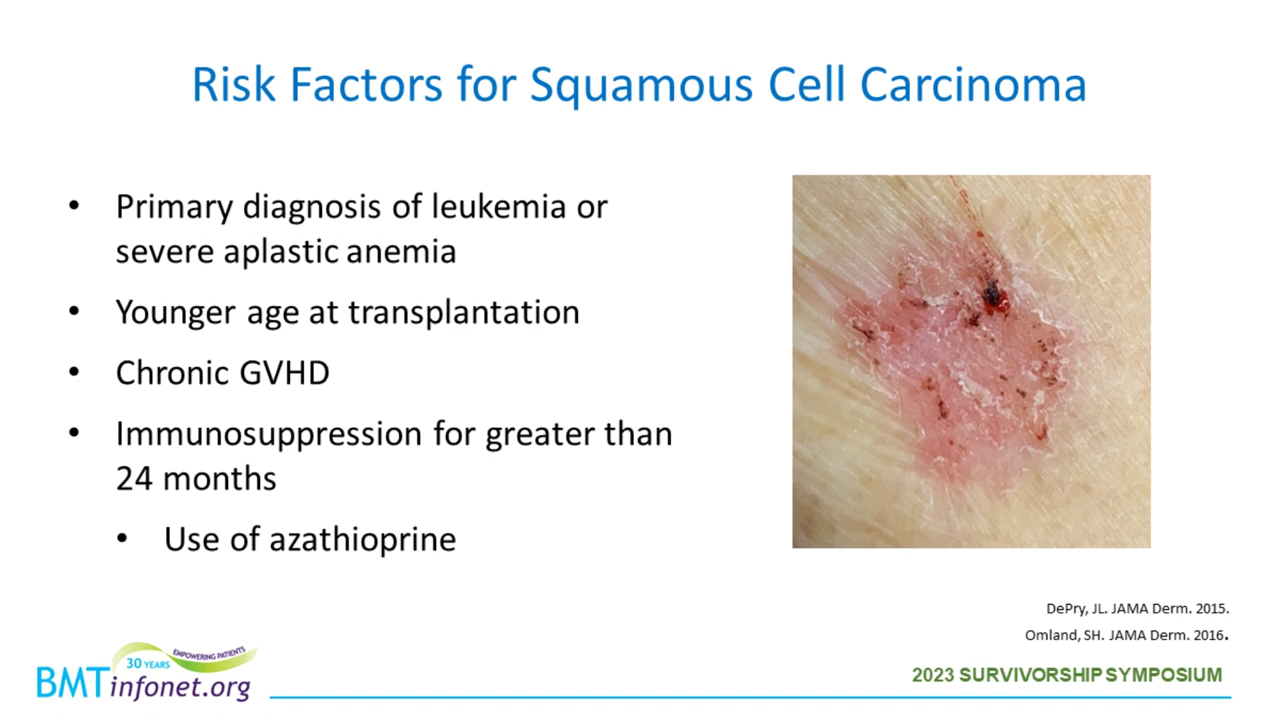 Risk Factors for Squamous Cell Carcinoma
• Primary diagnosis of leukemia or
severe aplastic anemia
• Younger age at transplantation
• Chronic GVHD
• Immunosuppression for greater than
24 months
• Use of azathioprine
DePry, JL. JAMA Derm. 2015.
Omland, SH. JAMA Derm. 2016.
30 YEARS EMPOWERING PATIENTS
BMTinfonet.org
2023 SURVIVORSHIP SYMPOSIUM